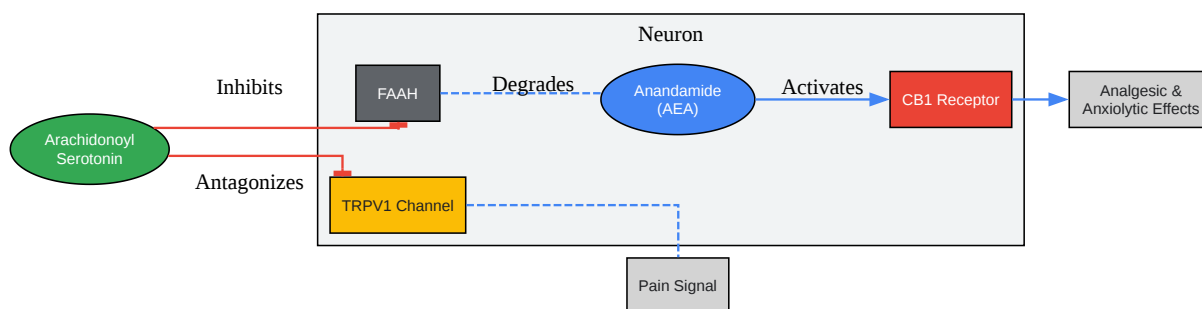 Neuron
Inhibits
FAAH
Degrades
Anandamide
(AEA)
Activates
CB1 Receptor
Analgesic &
Anxiolytic Effects
Arachidonoyl
Serotonin
Antagonizes
TRPV1 Channel
Pain Signal